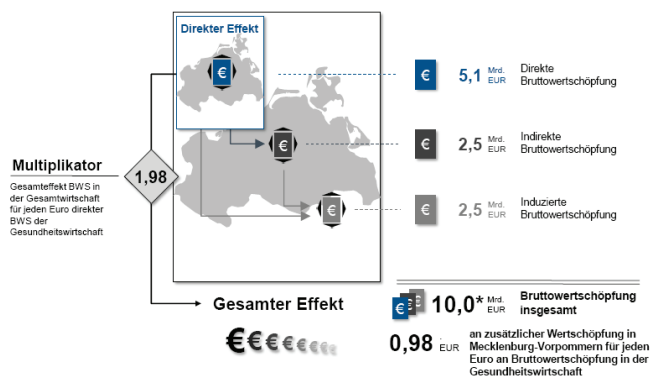 Direkter Effekt
€
€
€
Multiplikator
Gesamteffekt BWS in
der Gesamtwirtschaft
für jeden Euro direkter
BWS der
Gesundheitswirtschaft
1,98
€ 5,1 Mrd. EUR Direkte
Bruttowertschöpfung
€ 2,5 Mrd. EUR Indirekte
Bruttowertschöpfung
€ 2,5 Mrd. EUR Induzierte
Bruttowertschöpfung
Gesamter Effekt
€€€€€€€€
€€€ 10,0* Mrd. EUR Bruttowertschöpfung
insgesamt
0,98 EUR an zusätzlicher Wertschöpfung in
Mecklenburg-Vorpommern für jeden
Euro an Bruttowertschöpfung in der
Gesundheitswirtschaft